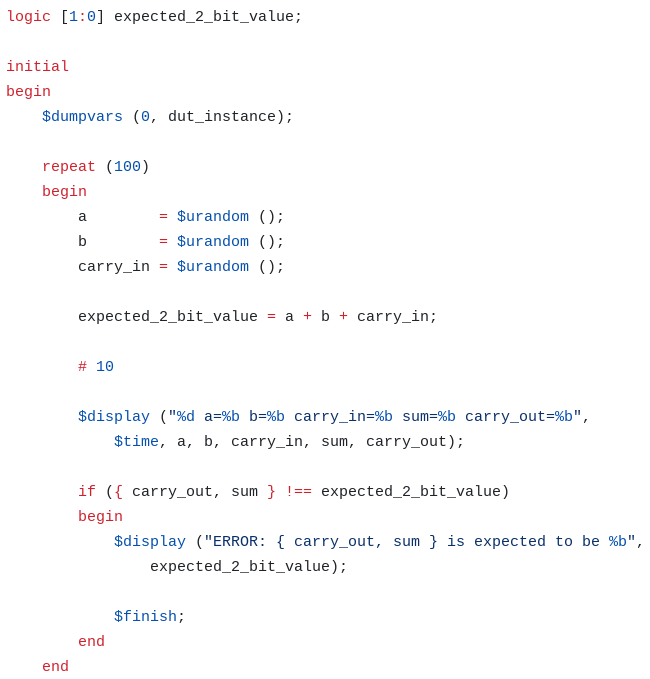 logic [1:0] expected_2_bit_value;

initial
begin
    $dumpvars (0, dut_instance);

    repeat (100)
    begin
        a        = $urandom ();
        b        = $urandom ();
        carry_in = $urandom ();

        expected_2_bit_value = a + b + carry_in;

        # 10

        $display ("%d a=%b b=%b carry_in=%b sum=%b carry_out=%b",
            $time, a, b, carry_in, sum, carry_out);

        if ({ carry_out, sum } !== expected_2_bit_value)
        begin
            $display ("ERROR: { carry_out, sum } is expected to be %b",
                expected_2_bit_value);

            $finish;
        end
    end